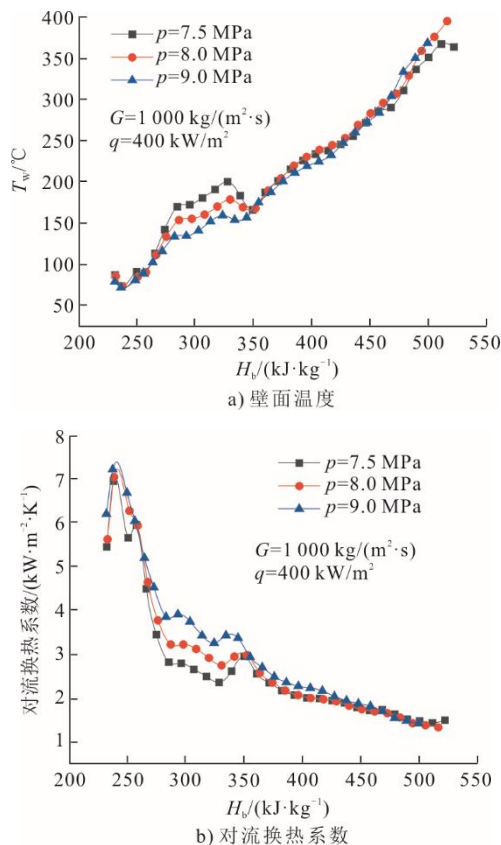 400
350
300
250
200
150
100
50
T_w/℃
p=7.5 MPa
p=8.0 MPa
p=9.0 MPa
G=1 000 kg/(m²·s)
q=400 kW/m²
200 250 300 350 400 450 500 550
H_b/(kJ·kg⁻¹)
a) 壁面温度
8
7
6
5
4
3
2
1
对流换热系数/(kW·m⁻²·K⁻¹)
p=7.5 MPa
p=8.0 MPa
p=9.0 MPa
G=1 000 kg/(m²·s)
q=400 kW/m²
200 250 300 350 400 450 500 550
H_b/(kJ·kg⁻¹)
b) 对流换热系数